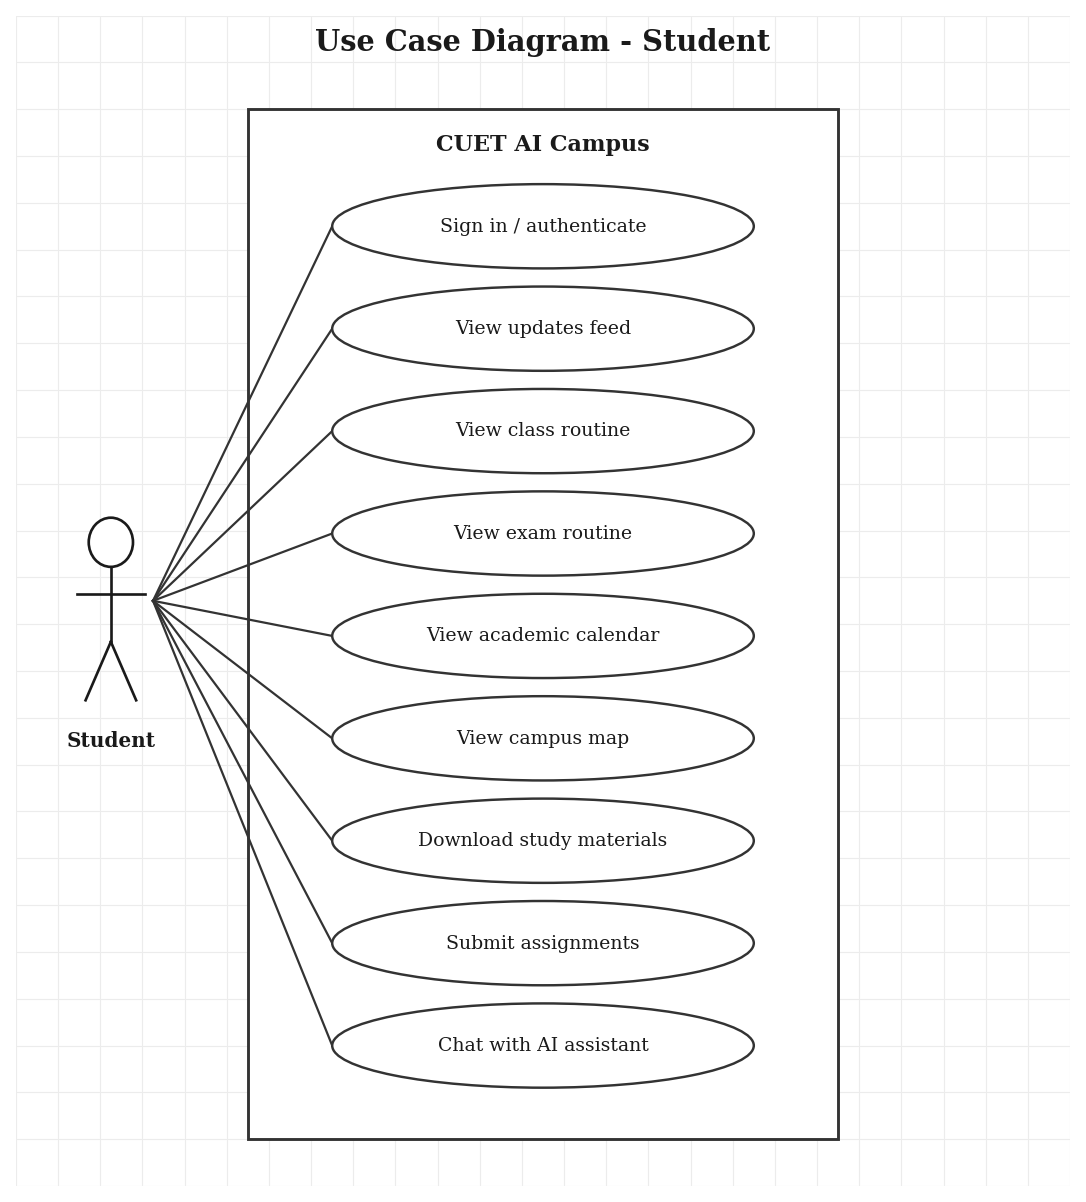 Use Case Diagram - Student
CUET AI Campus
Sign in / authenticate
View updates feed
View class routine
View exam routine
View academic calendar
View campus map
Student
Download study materials
Submit assignments
Chat with AI assistant